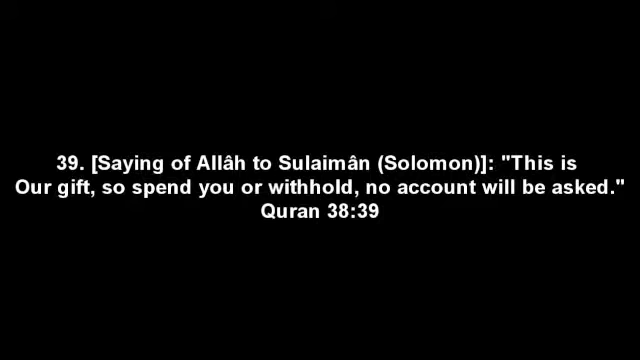 39. [Saying of Allâh to Sulaimân (Solomon)]: "This is
Our gift, so spend you or withhold, no account will be asked."
Quran 38:39